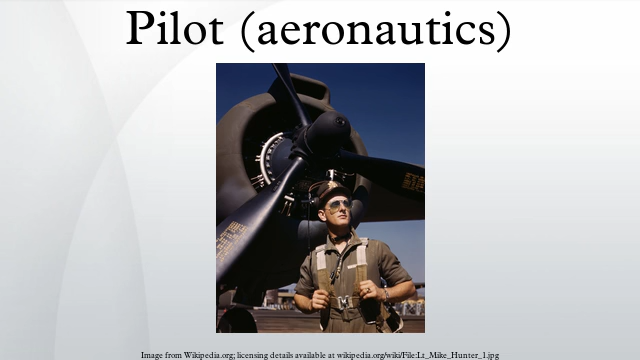 Pilot (aeronautics)
Image from Wikipedia.org; licensing details available at wikipedia.org/wiki/File:Lt_Mike_Hunter_1.jpg